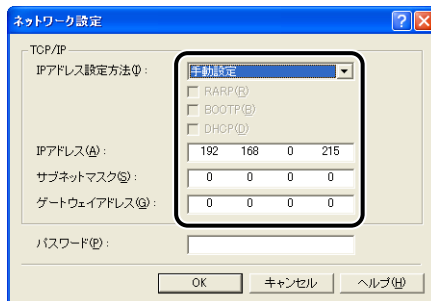 ネットワーク設定
TCP/IP
IPアドレス設定方法(I):
手動設定
RARP(R)
BOOTP(B)
DHCP(D)
IPアドレス(A): 192 168 0 215
サブネットマスク(S): 0 0 0 0
ゲートウェイアドレス(G): 0 0 0 0
パスワード(P):
OK キャンセル ヘルプ(H)